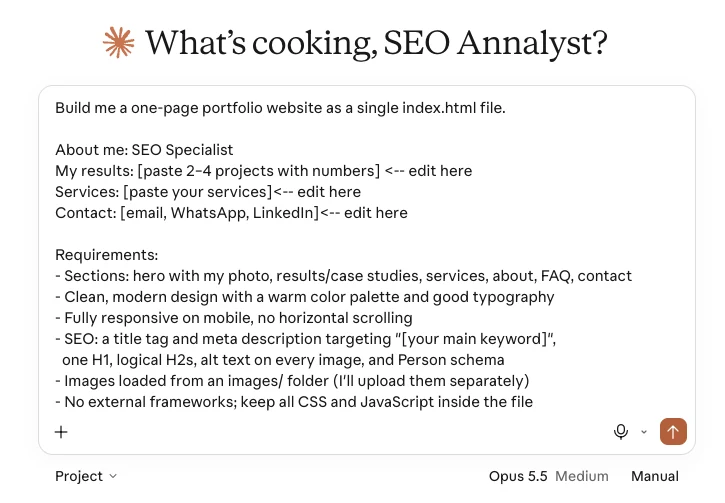 What's cooking, SEO Annalyst?
Build me a one-page portfolio website as a single index.html file.
About me: SEO Specialist
My results: [paste 2–4 projects with numbers] <-- edit here
Services: [paste your services]<-- edit here
Contact: [email, WhatsApp, LinkedIn]<-- edit here
Requirements:
- Sections: hero with my photo, results/case studies, services, about, FAQ, contact
- Clean, modern design with a warm color palette and good typography
- Fully responsive on mobile, no horizontal scrolling
- SEO: a title tag and meta description targeting "[your main keyword]",
one H1, logical H2s, alt text on every image, and Person schema
- Images loaded from an images/ folder (I'll upload them separately)
- No external frameworks; keep all CSS and JavaScript inside the file
Project
Opus 5.5 Medium Manual